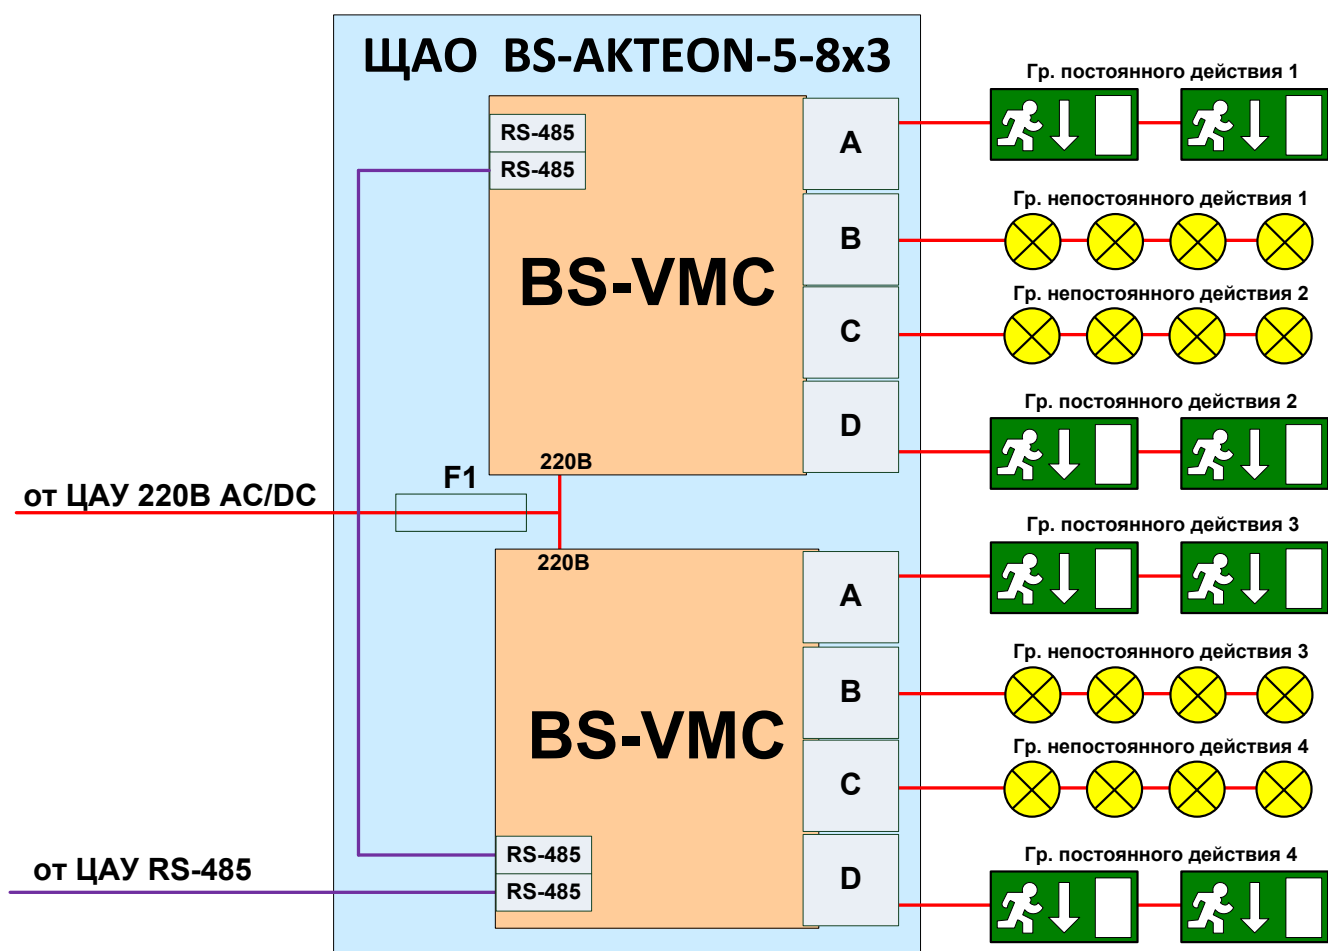 ЩАО BS-AKTEON-5-8x3
RS-485
RS-485
BS-VMC
A
B
C
D
220В
Гр. постоянного действия 1
Гр. непостоянного действия 1
Гр. непостоянного действия 2
Гр. постоянного действия 2
от ЦАУ 220В AC/DC
F1
220В
BS-VMC
A
B
C
D
RS-485
RS-485
от ЦАУ RS-485
Гр. постоянного действия 3
Гр. непостоянного действия 3
Гр. непостоянного действия 4
Гр. постоянного действия 4